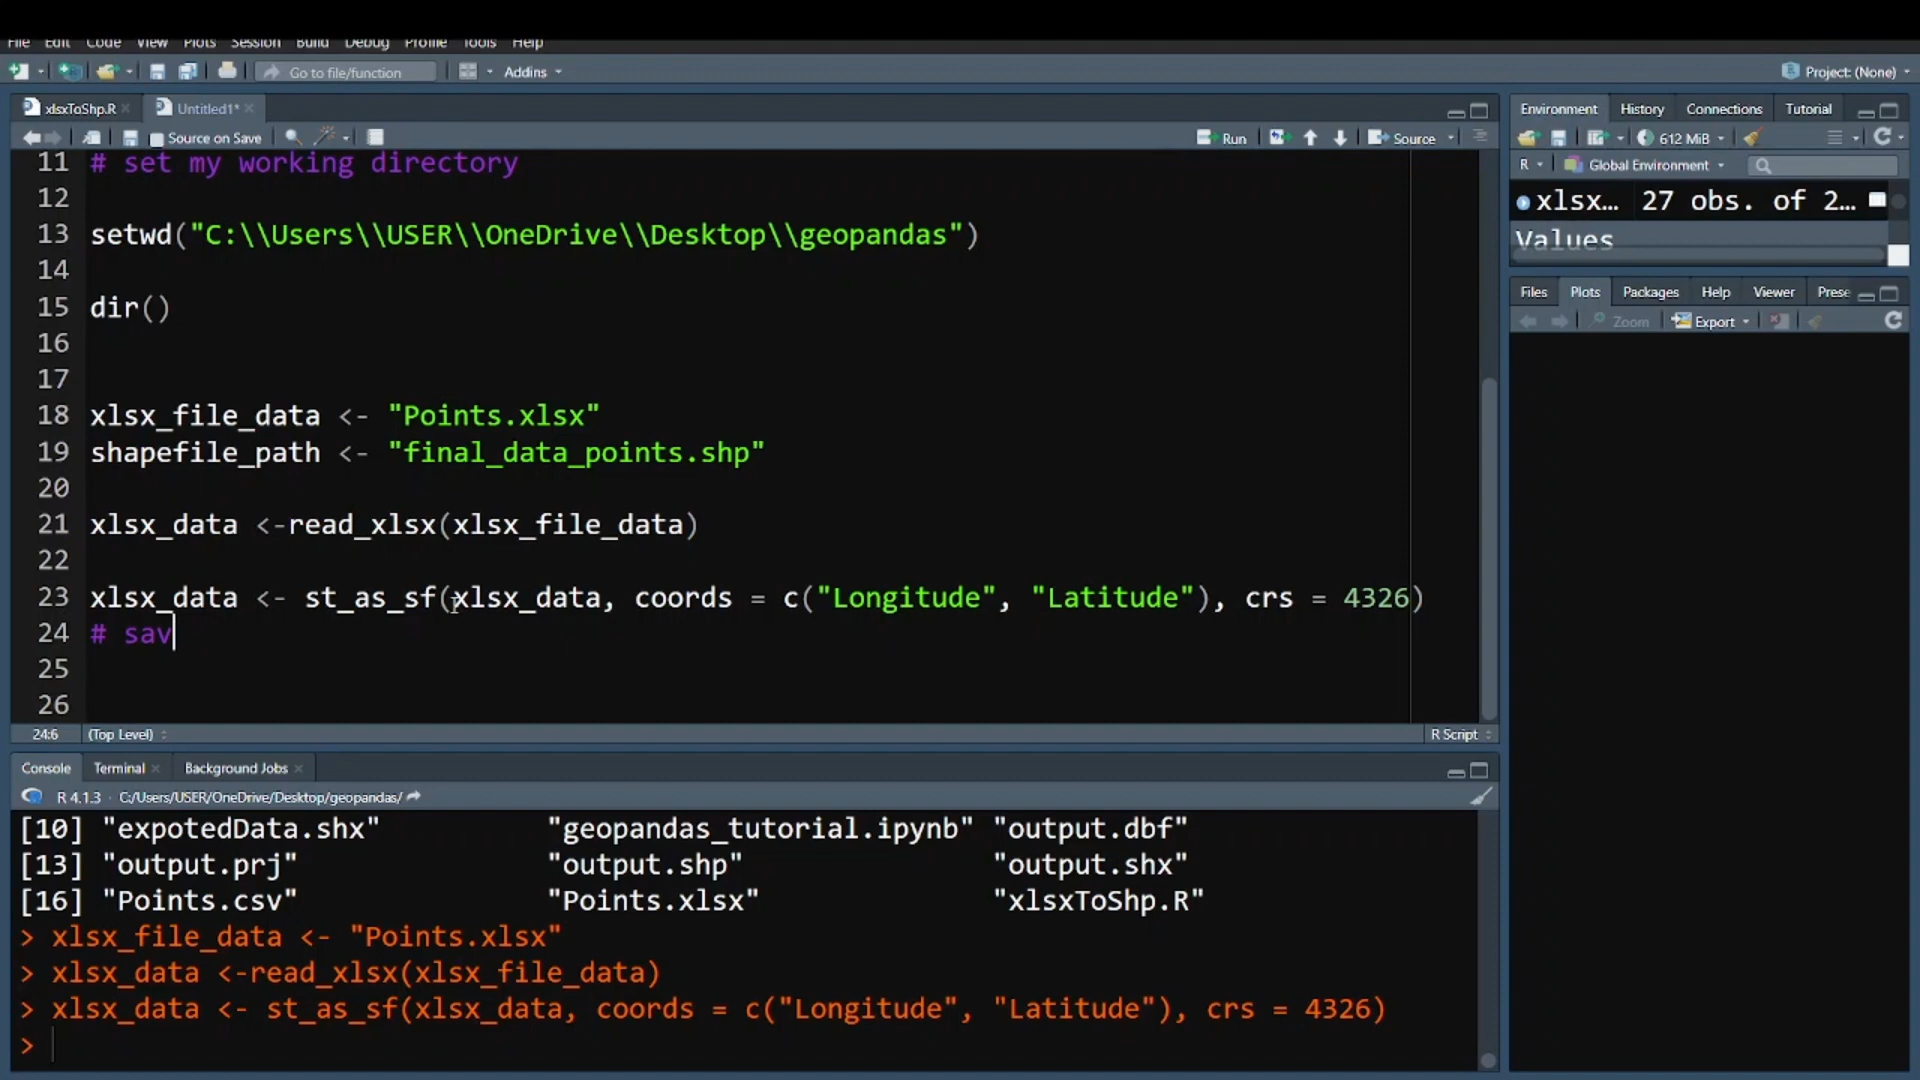 File Edit Code View Plots Session Build Debug Profile Tools Help
Go to file/function Addins Project: (None)
xlsxToShp.R Untitled1*
Source on Save Run Source
11 # set my working directory
12
13 setwd("C:\\Users\\USER\\OneDrive\\Desktop\\geopandas")
14
15 dir()
16
17
18 xlsx_file_data <- "Points.xlsx"
19 shapefile_path <- "final_data_points.shp"
20
21 xlsx_data <-read_xlsx(xlsx_file_data)
22
23 xlsx_data <- st_as_sf(xlsx_data, coords = c("Longitude", "Latitude"), crs = 4326)
24 # sav
25
26
24:6 (Top Level) R Script
Console Terminal Background Jobs
R 4.1.3 · C:/Users/USER/OneDrive/Desktop/geopandas/
[10] "expotedData.shx" "geopandas_tutorial.ipynb" "output.dbf"
[13] "output.prj" "output.shp" "output.shx"
[16] "Points.csv" "Points.xlsx" "xlsxToShp.R"
> xlsx_file_data <- "Points.xlsx"
> xlsx_data <-read_xlsx(xlsx_file_data)
> xlsx_data <- st_as_sf(xlsx_data, coords = c("Longitude", "Latitude"), crs = 4326)
>
Environment History Connections Tutorial
612 MiB
R Global Environment
xlsx... 27 obs. of 2...
Values
Files Plots Packages Help Viewer Prese
Zoom Export